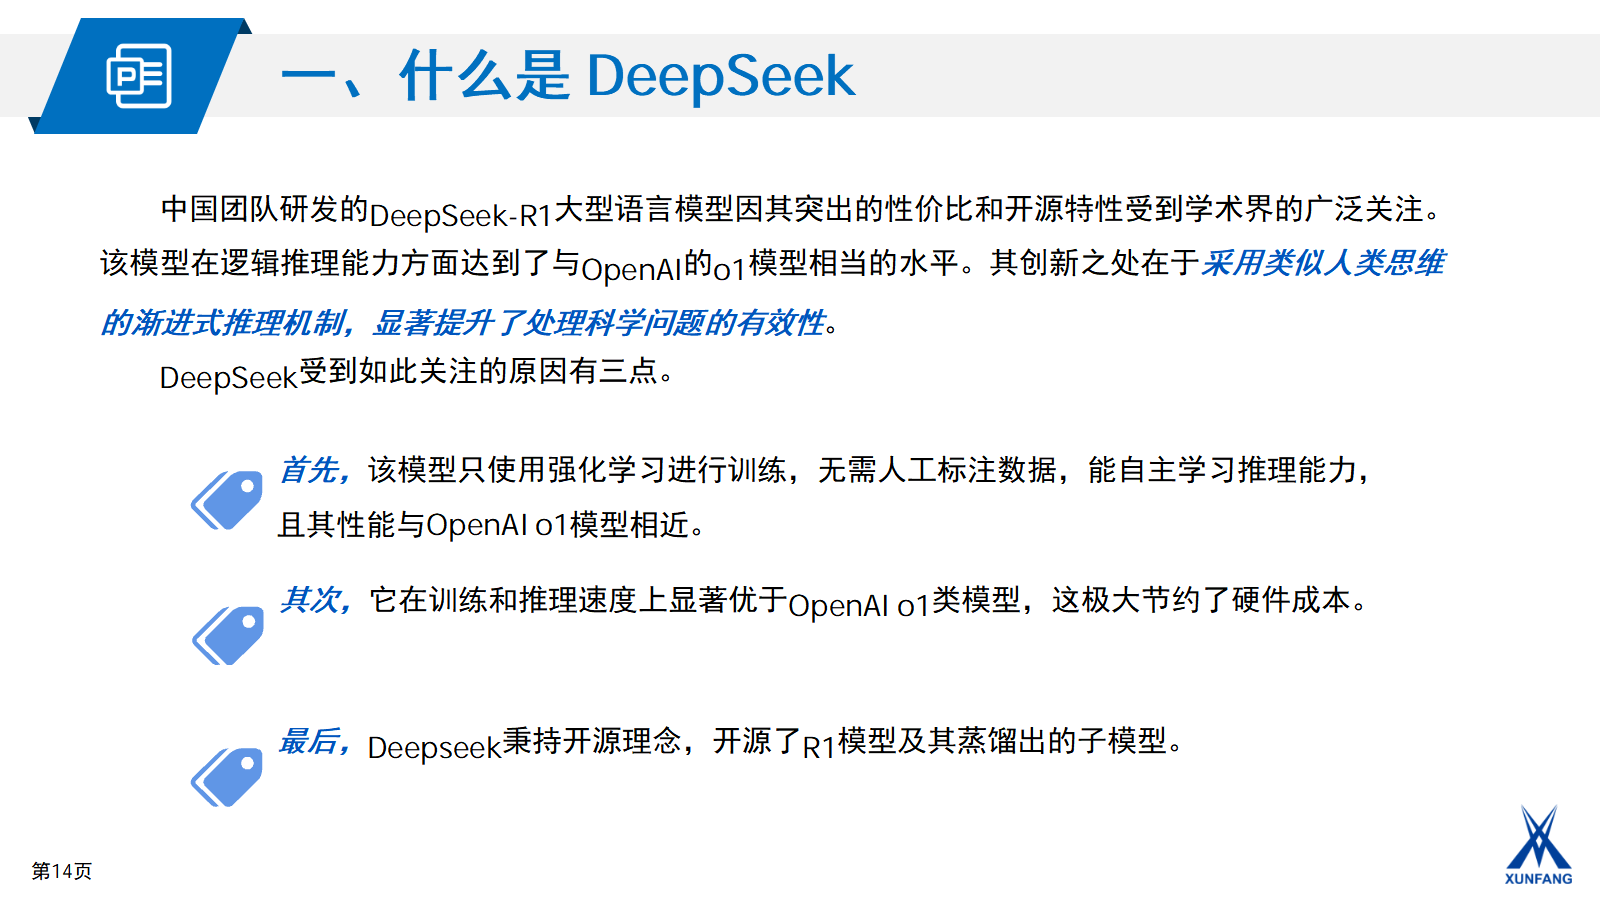 一、什么是 DeepSeek
中国团队研发的DeepSeek-R1大型语言模型因其突出的性价比和开源特性受到学术界的广泛关注。
该模型在逻辑推理能力方面达到了与OpenAI的o1模型相当的水平。其创新之处在于采用类似人类思维
的渐进式推理机制，显著提升了处理科学问题的有效性。
DeepSeek受到如此关注的原因有三点。
首先，该模型只使用强化学习进行训练，无需人工标注数据，能自主学习推理能力，
且其性能与OpenAI o1模型相近。
其次，它在训练和推理速度上显著优于OpenAI o1类模型，这极大节约了硬件成本。
最后，Deepseek秉持开源理念，开源了R1模型及其蒸馏出的子模型。
第14页
XUNFANG